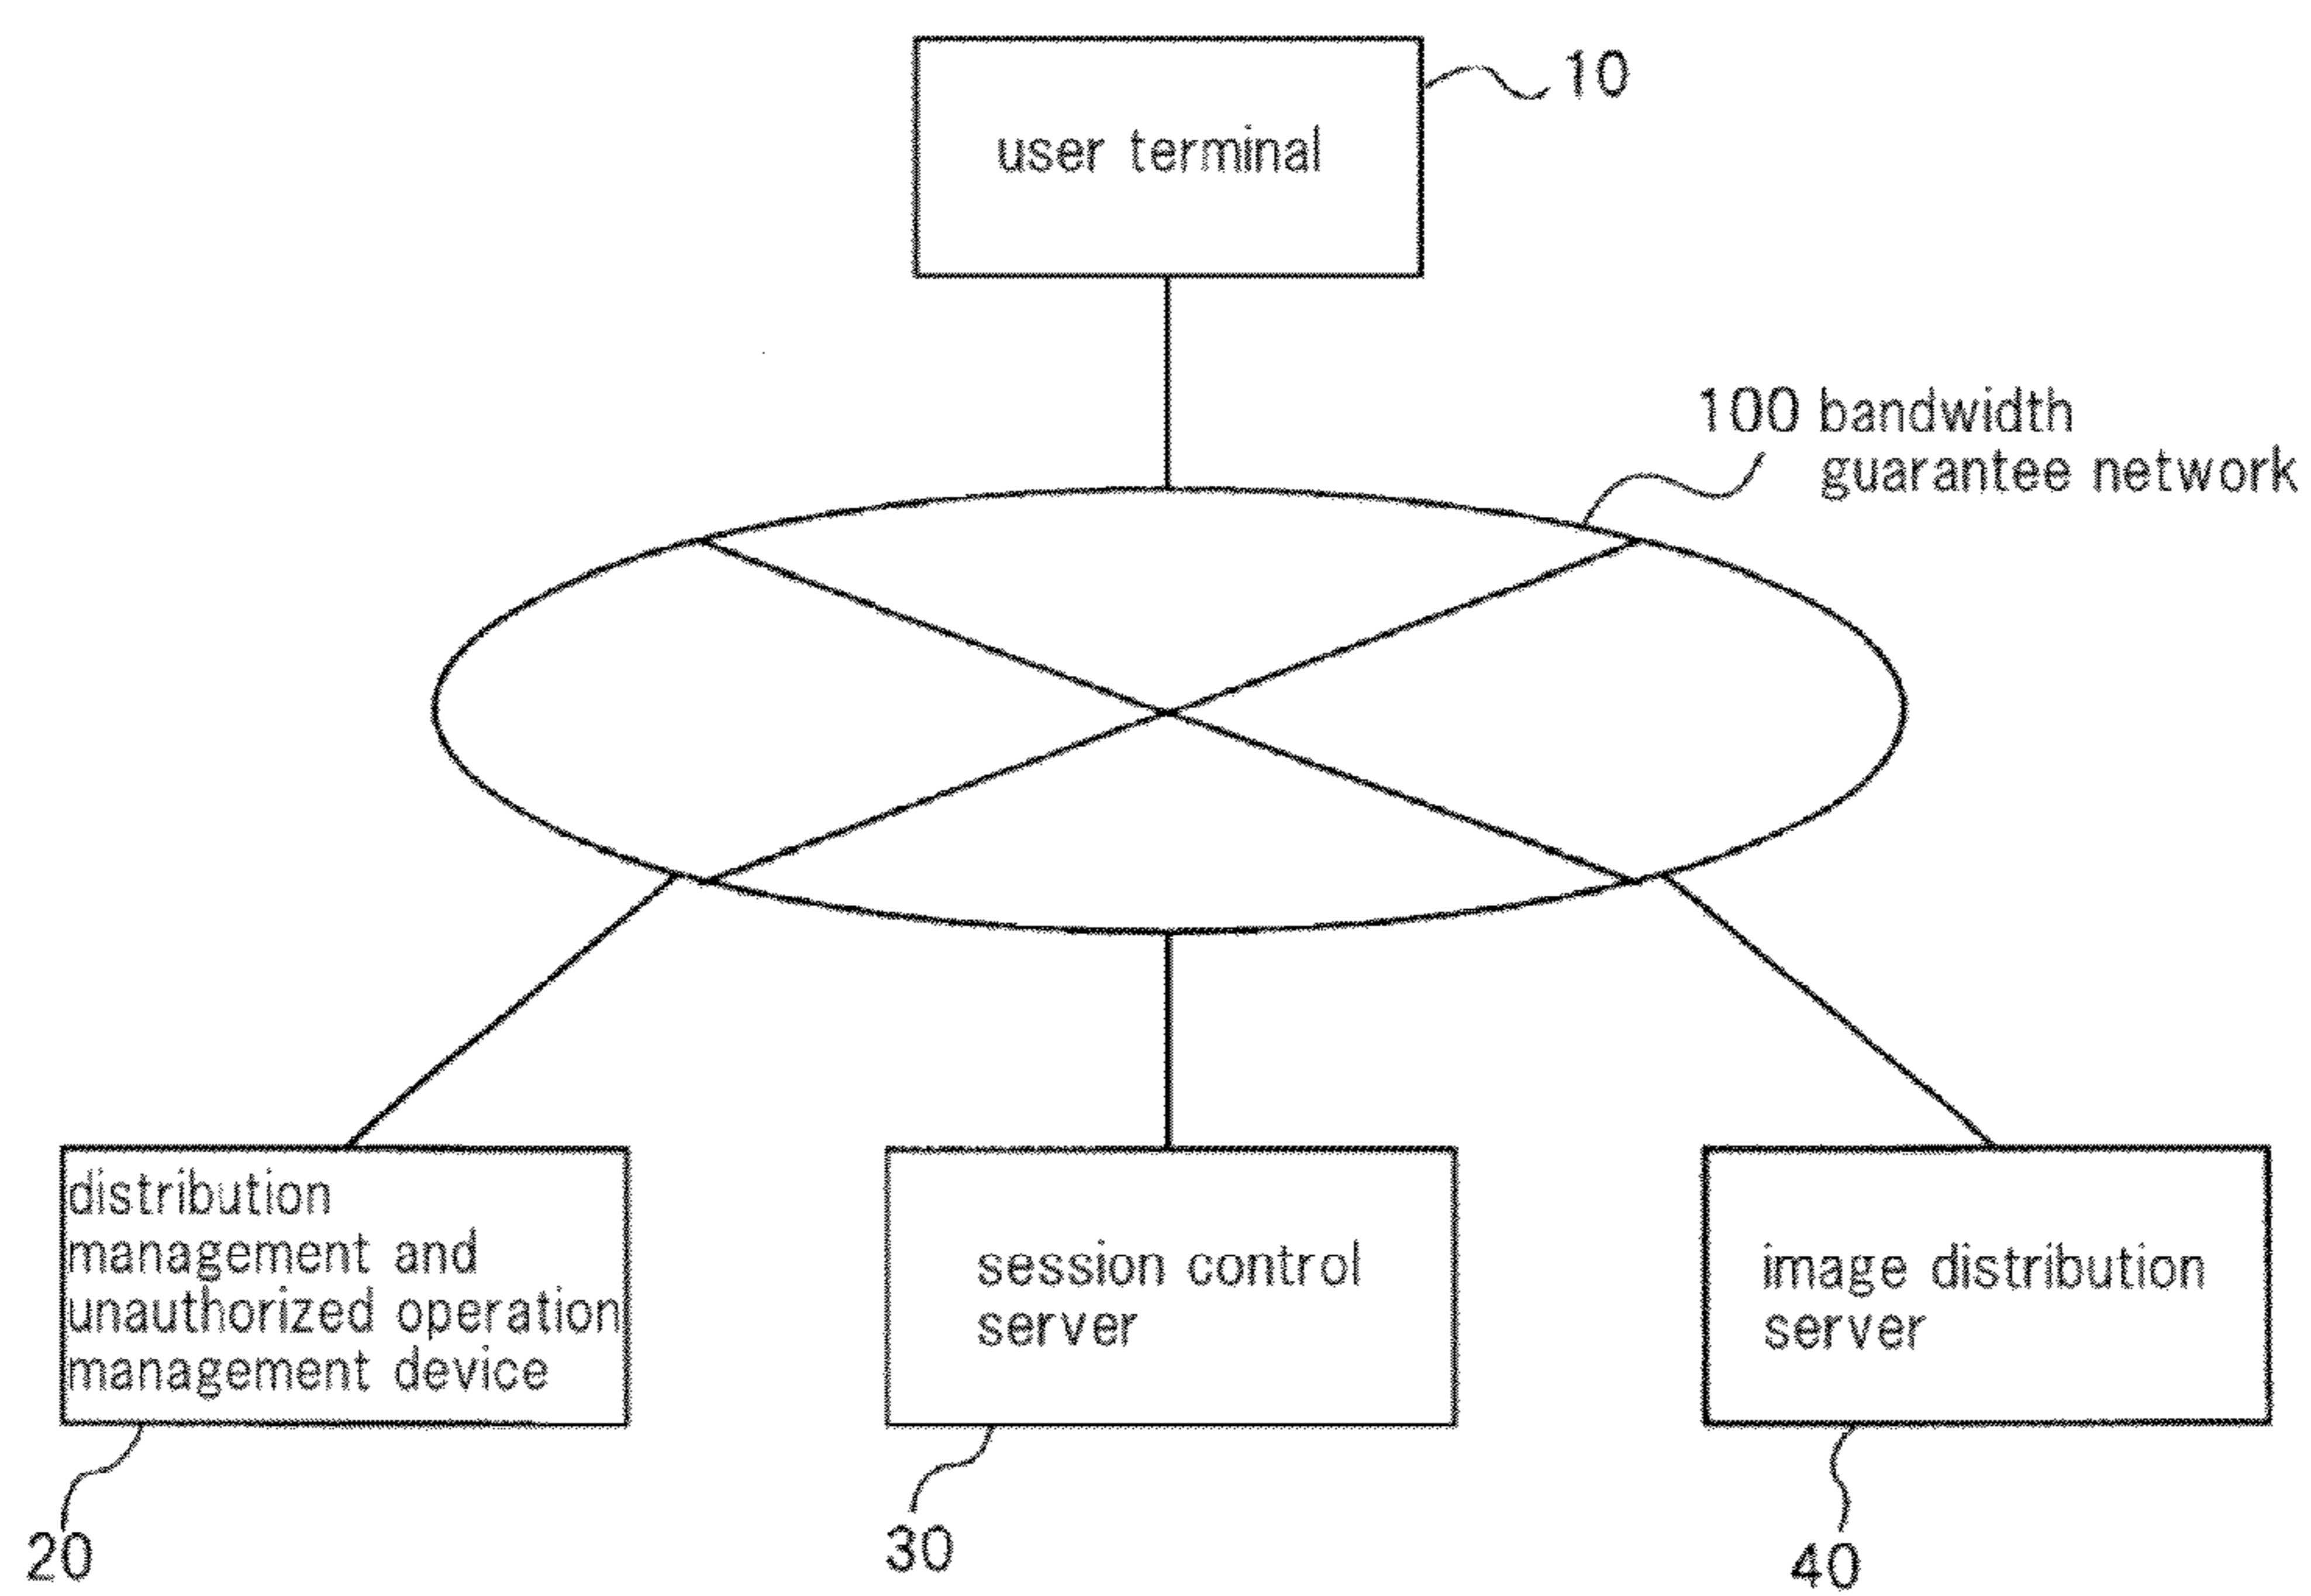 10
user terminal
100 bandwidth
guarantee network
distribution
management and
unauthorized operation
management device
session control
server
image distribution
server
20
30
40